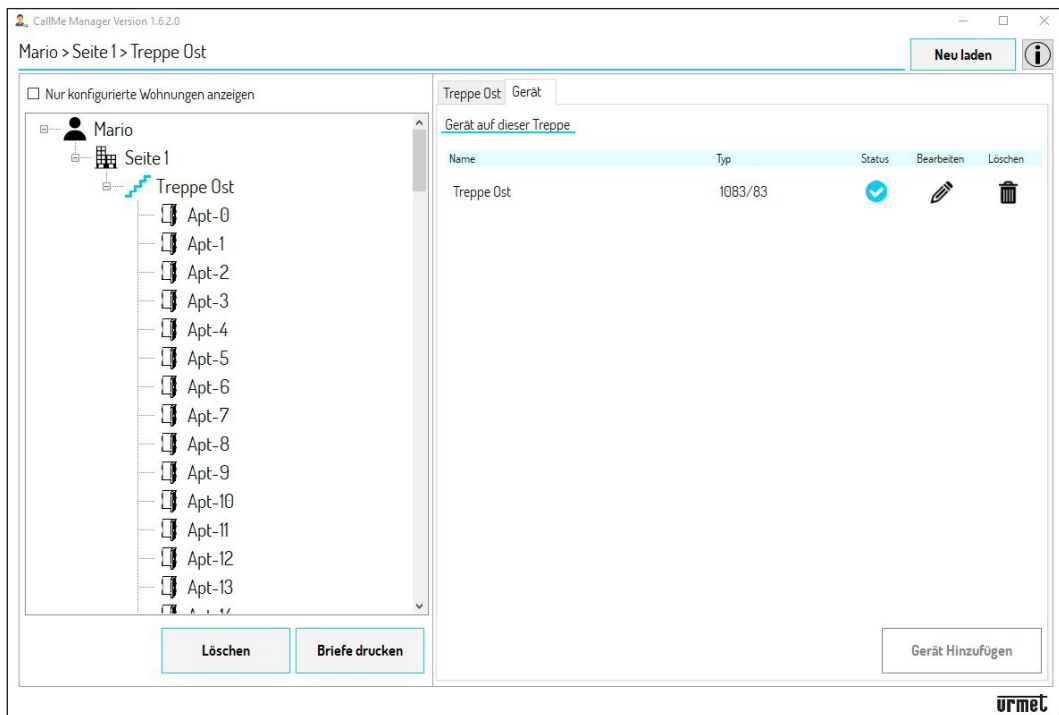 CallMe Manager Version 1.6.2.0
Mario > Seite 1 > Treppe Ost
Neu laden
Nur konfigurierte Wohnungen anzeigen
Mario
Seite 1
Treppe Ost
Apt-0
Apt-1
Apt-2
Apt-3
Apt-4
Apt-5
Apt-6
Apt-7
Apt-8
Apt-9
Apt-10
Apt-11
Apt-12
Apt-13
Löschen Briefe drucken
Treppe Ost Gerät
Gerät auf dieser Treppe
Name Typ Status Bearbeiten Löschen
Treppe Ost 1083/83
Gerät Hinzufügen
urmet